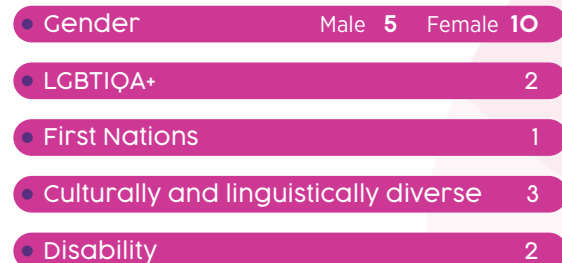 Gender Male 5 Female 10
LGBTIQA+ 2
First Nations 1
Culturally and linguistically diverse 3
Disability 2